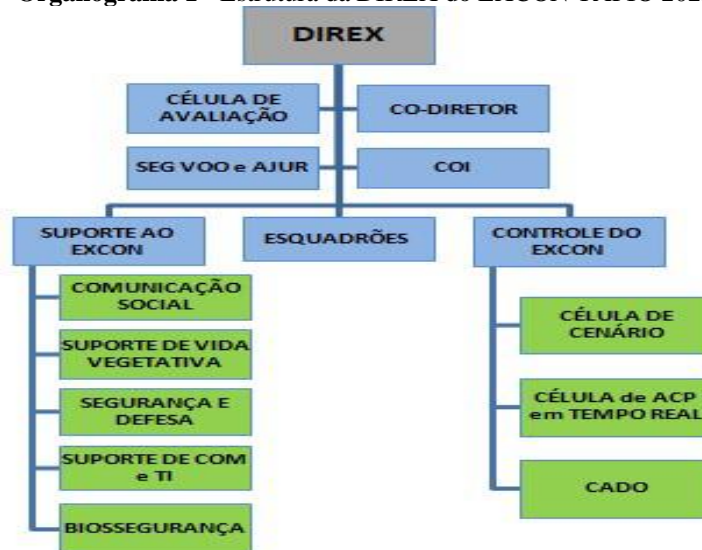 DIREX
CÉLULA DE
AVALIAÇÃO
CO-DIRETOR
SEG VOO e AJUR
COI
SUPORTE AO
EXCON
ESQUADRÕES
CONTROLE DO
EXCON
COMUNICAÇÃO
SOCIAL
SUPORTE DE VIDA
VEGETATIVA
SEGURANÇA E
DEFESA
SUPORTE DE COM
e TI
BIOSSEGURANÇA
CÉLULA DE
CENÁRIO
CÉLULA de ACP
em TEMPO REAL
CADO